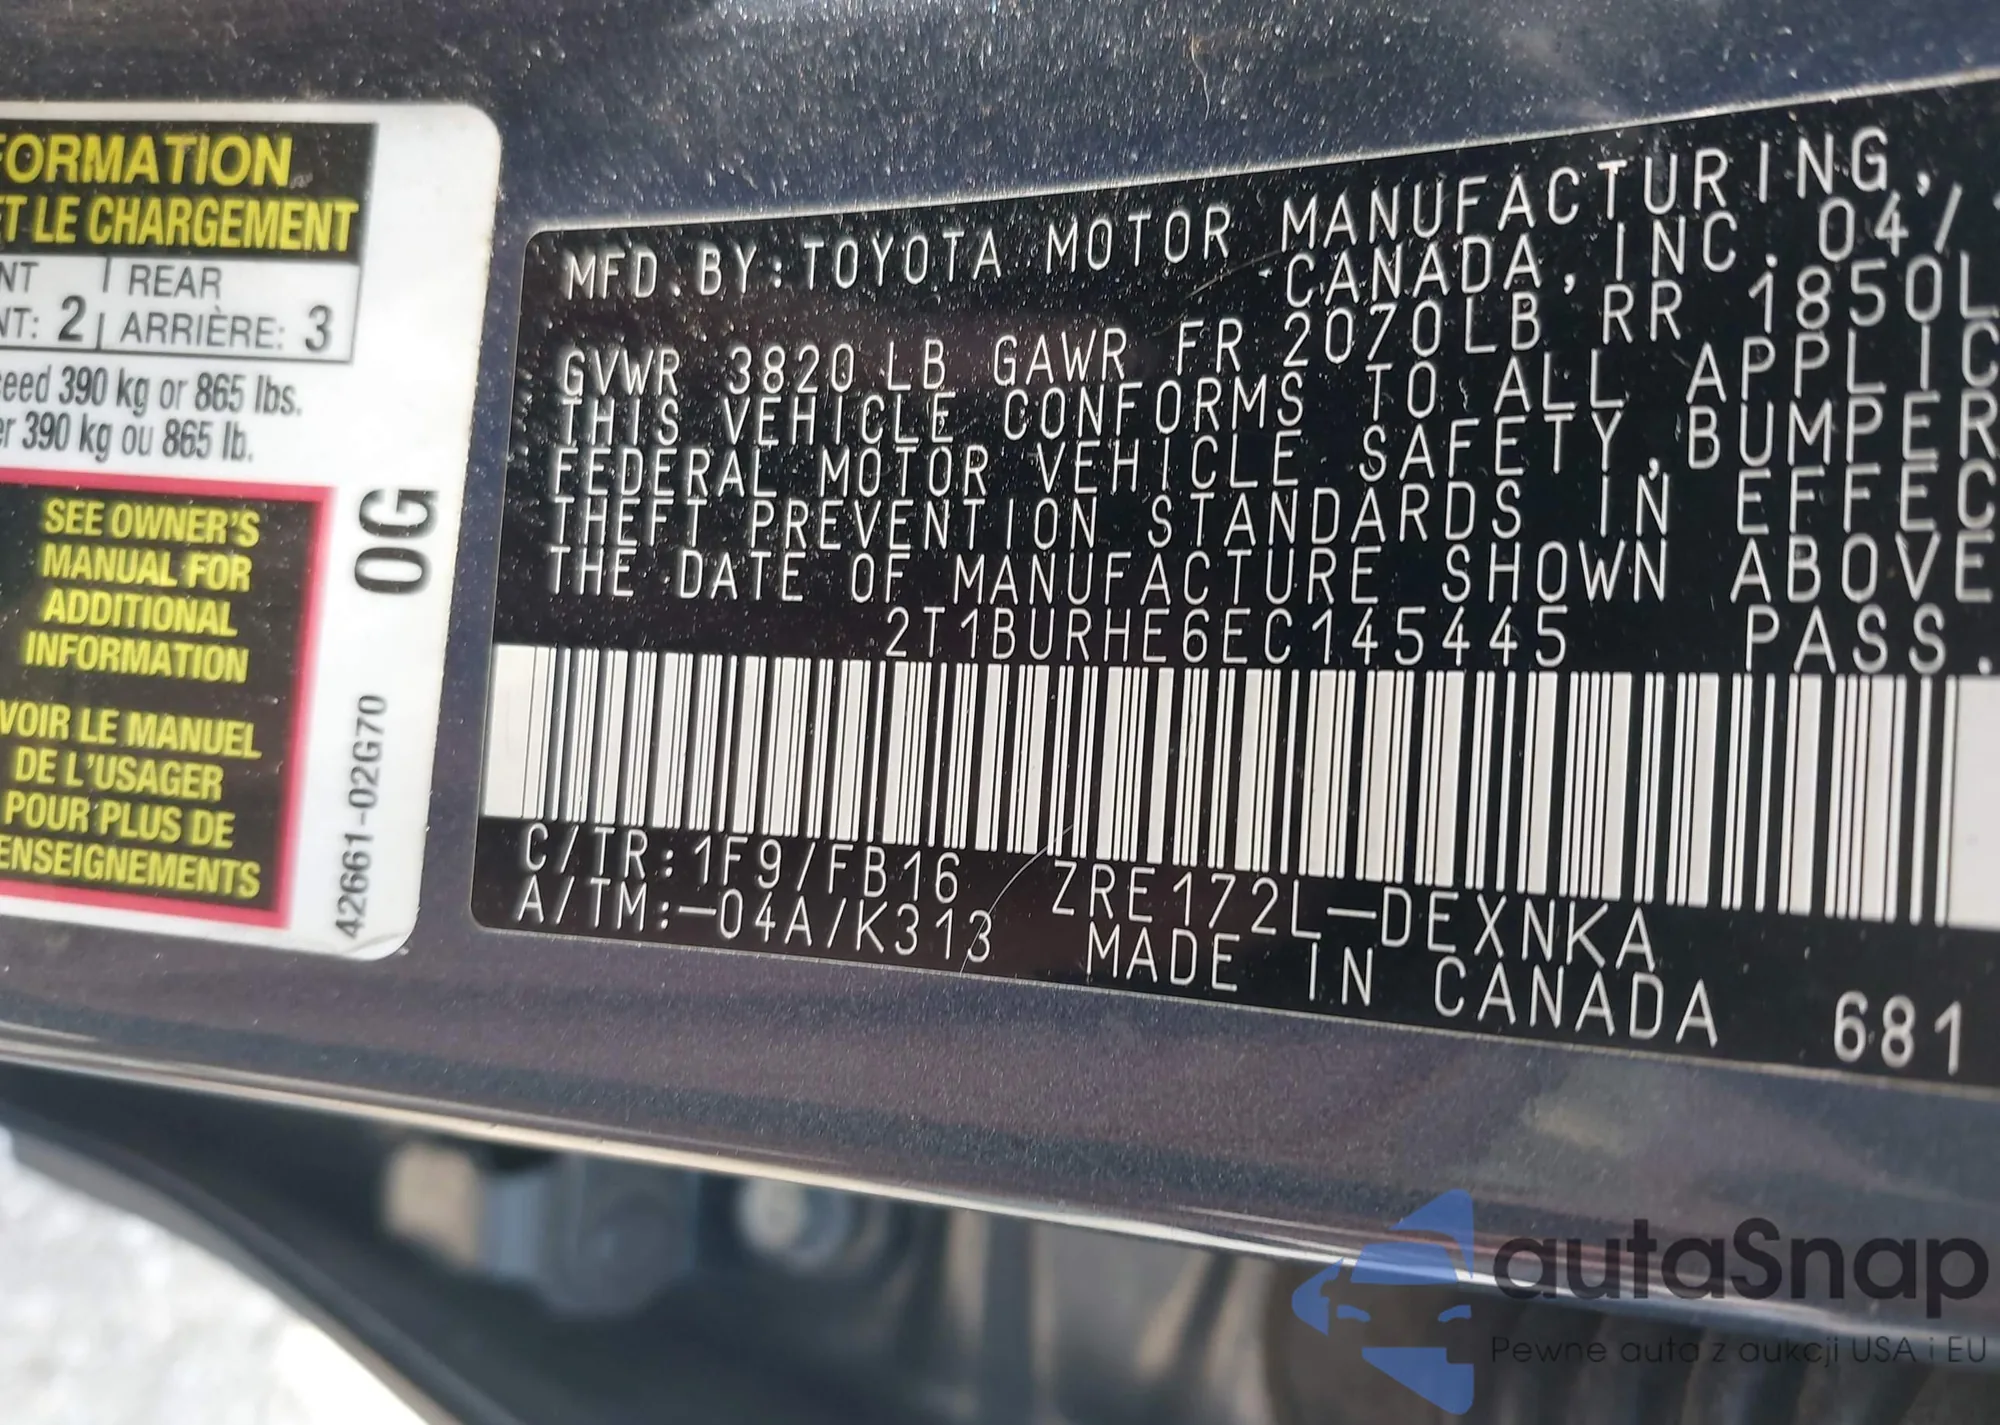 FORMATION
ET LE CHARGEMENT
NT | REAR
NT: 2 | ARRIÈRE: 3
ceed 390 kg or 865 lbs.
er 390 kg ou 865 lb.
SEE OWNER'S
MANUAL FOR
ADDITIONAL
INFORMATION
VOIR LE MANUEL
DE L'USAGER
POUR PLUS DE
ENSEIGNEMENTS
0G
42661-02G70
MFD.BY:TOYOTA MOTOR MANUFACTURING,
CANADA,INC. 04/
GVWR 3820LB GAWR FR 2070LB RR 1850L
THIS VEHICLE CONFORMS TO ALL APPLIC
FEDERAL MOTOR VEHICLE SAFETY,BUMPER
THEFT PREVENTION STANDARDS IN EFFEC
THE DATE OF MANUFACTURE SHOWN ABOVE
2T1BURHE6EC145445 PASS.
C/TR:1F9/FB16 ZRE172L-DEXNKA
A/TM:-04A/K313 MADE IN CANADA 681
autaSnap
Pewne auta z aukcji USA i EU